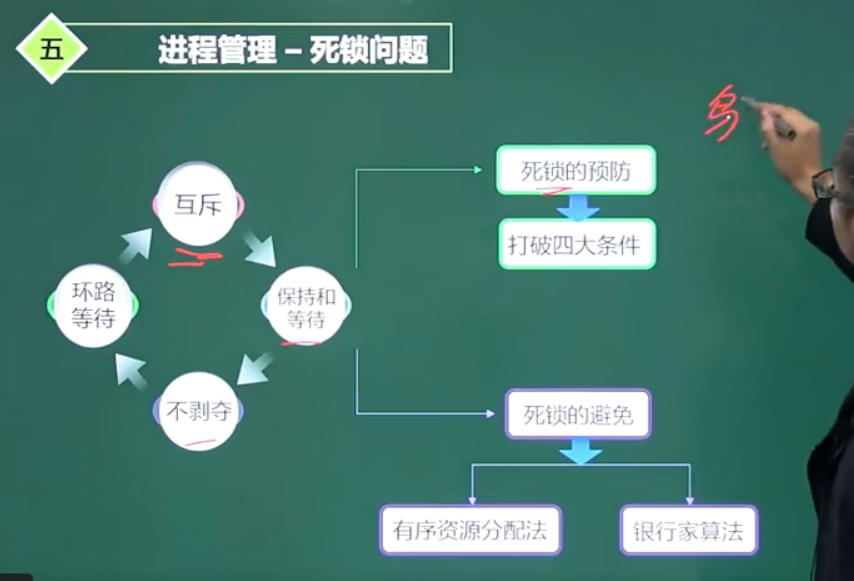 五
进程管理 – 死锁问题
互斥
保持和
等待
不剥夺
环路
等待
死锁的预防
打破四大条件
死锁的避免
有序资源分配法
银行家算法